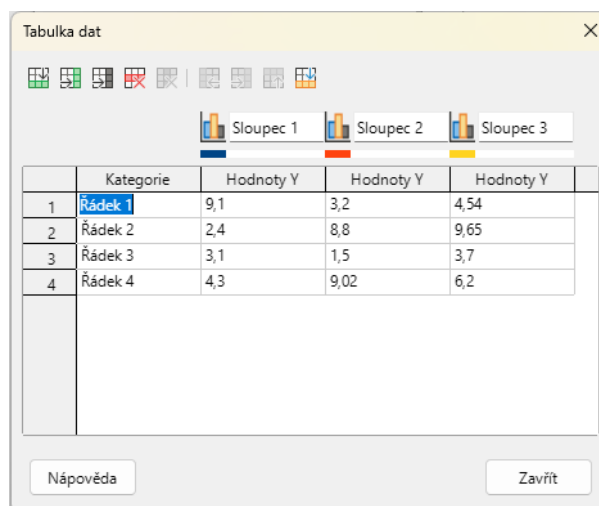 Tabulka dat
Sloupec 1 Sloupec 2 Sloupec 3
Kategorie Hodnoty Y Hodnoty Y Hodnoty Y
1 Řádek 1 9,1 3,2 4,54
2 Řádek 2 2,4 8,8 9,65
3 Řádek 3 3,1 1,5 3,7
4 Řádek 4 4,3 9,02 6,2
Nápověda Zavřít